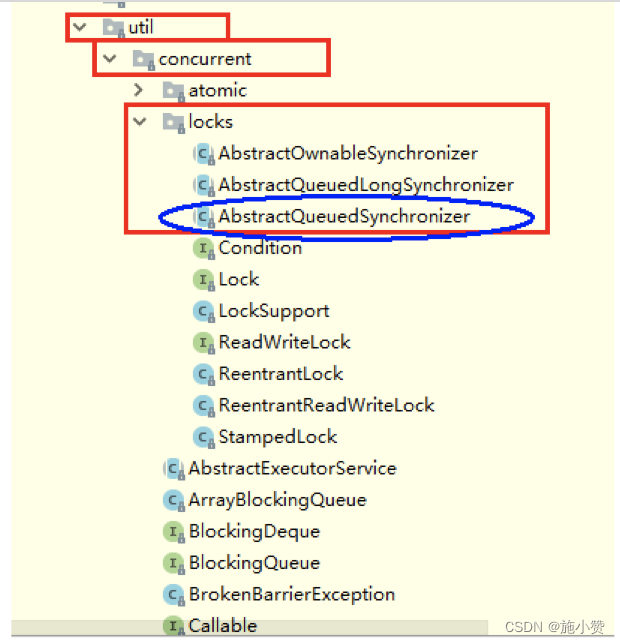 util
concurrent
atomic
locks
AbstractOwnableSynchronizer
AbstractQueuedLongSynchronizer
AbstractQueuedSynchronizer
Condition
Lock
LockSupport
ReadWriteLock
ReentrantLock
ReentrantReadWriteLock
StampedLock
AbstractExecutorService
ArrayBlockingQueue
BlockingDeque
BlockingQueue
BrokenBarrierException
Callable
CSDN @施小赞